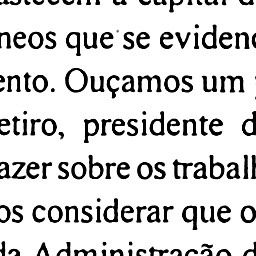 astecem a capital d
neos que se evidenc
ento. Ouçamos um
etiro, presidente d
azer sobre os trabalh
os considerar que o
da Administração d